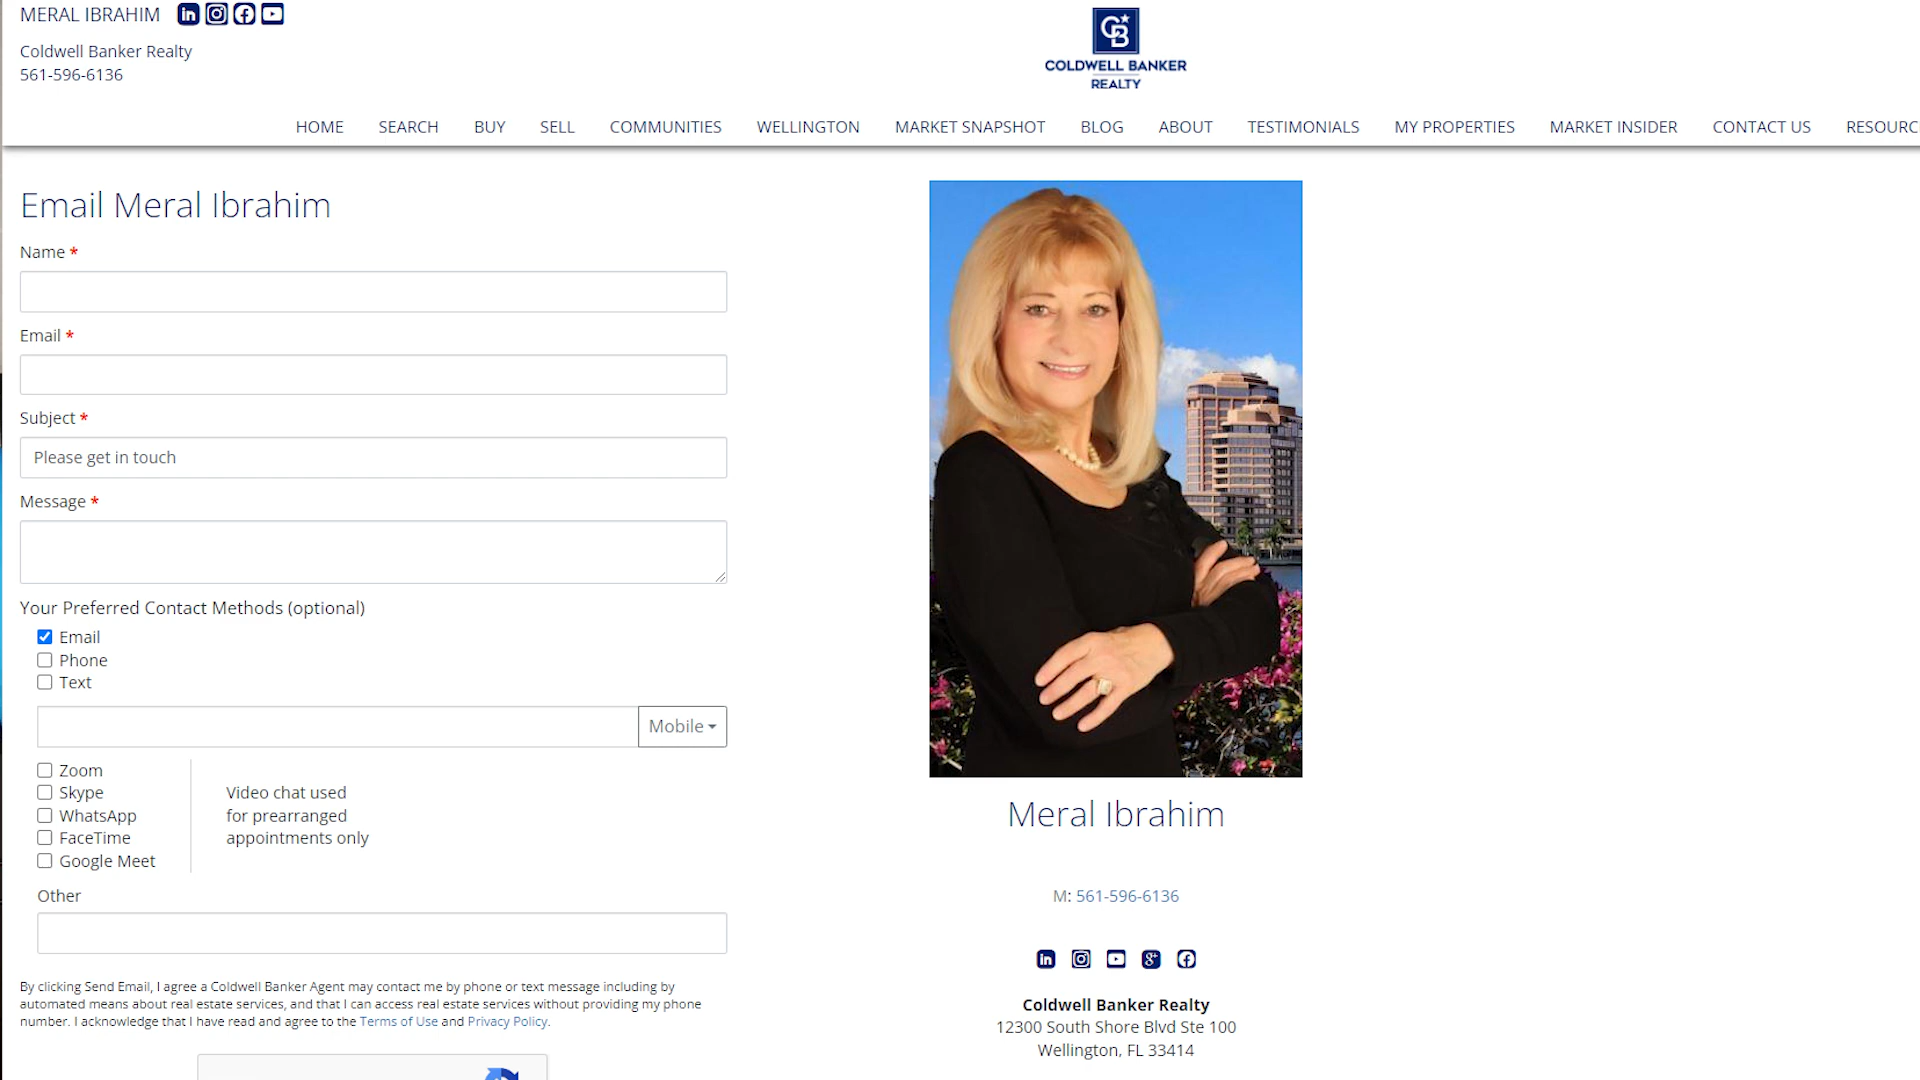 MERAL IBRAHIM
Coldwell Banker Realty
561-596-6136
COLDWELL BANKER
REALTY
HOME SEARCH BUY SELL COMMUNITIES WELLINGTON MARKET SNAPSHOT BLOG ABOUT TESTIMONIALS MY PROPERTIES MARKET INSIDER CONTACT US RESOURC
Email Meral Ibrahim
Name *
Email *
Subject *
Please get in touch
Message *
Your Preferred Contact Methods (optional)
Email
Phone
Text
Mobile
Zoom
Skype
WhatsApp
FaceTime
Google Meet
Video chat used
for prearranged
appointments only
Other
By clicking Send Email, I agree a Coldwell Banker Agent may contact me by phone or text message including by
automated means about real estate services, and that I can access real estate services without providing my phone
number. I acknowledge that I have read and agree to the Terms of Use and Privacy Policy.
Meral Ibrahim
M: 561-596-6136
Coldwell Banker Realty
12300 South Shore Blvd Ste 100
Wellington, FL 33414